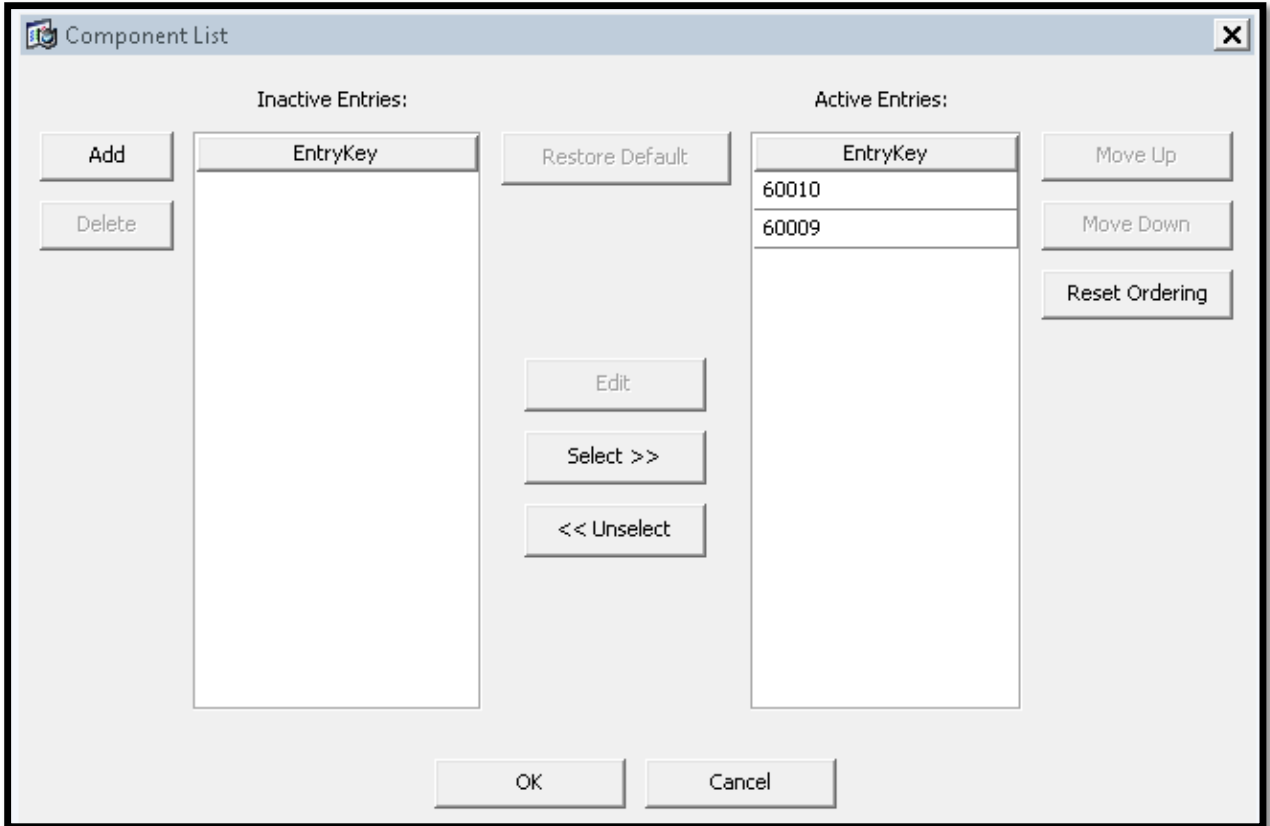 Component List
Inactive Entries:
Active Entries:
Add
EntryKey
Restore Default
EntryKey
Move Up
60010
Delete
60009
Move Down
Reset Ordering
Edit
Select >>
<< Unselect
OK
Cancel